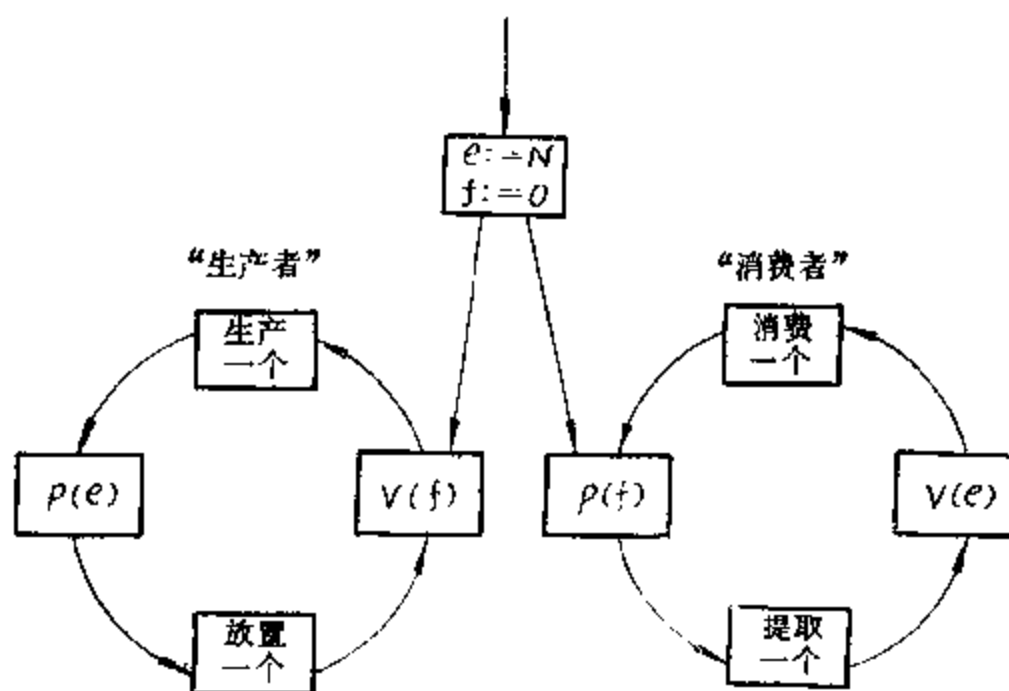 e:=N
f:=0
“生产者”
“消费者”
生产
一个
消费
一个
P(e)
V(f)
P(f)
V(e)
放置
一个
提取
一个